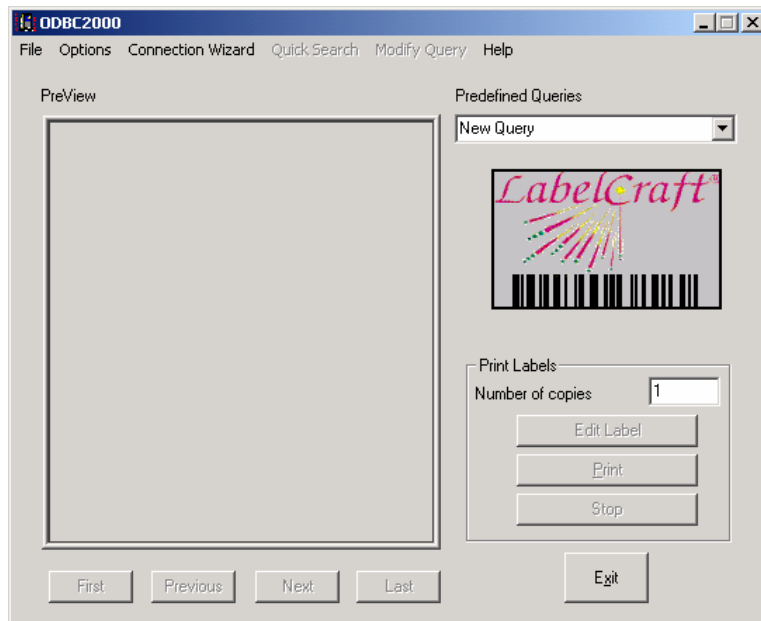 ODBC2000
File Options Connection Wizard Quick Search Modify Query Help
PreView
Predefined Queries
New Query
LabelCraft®
Print Labels
Number of copies 1
Edit Label
Print
Stop
First Previous Next Last
Exit